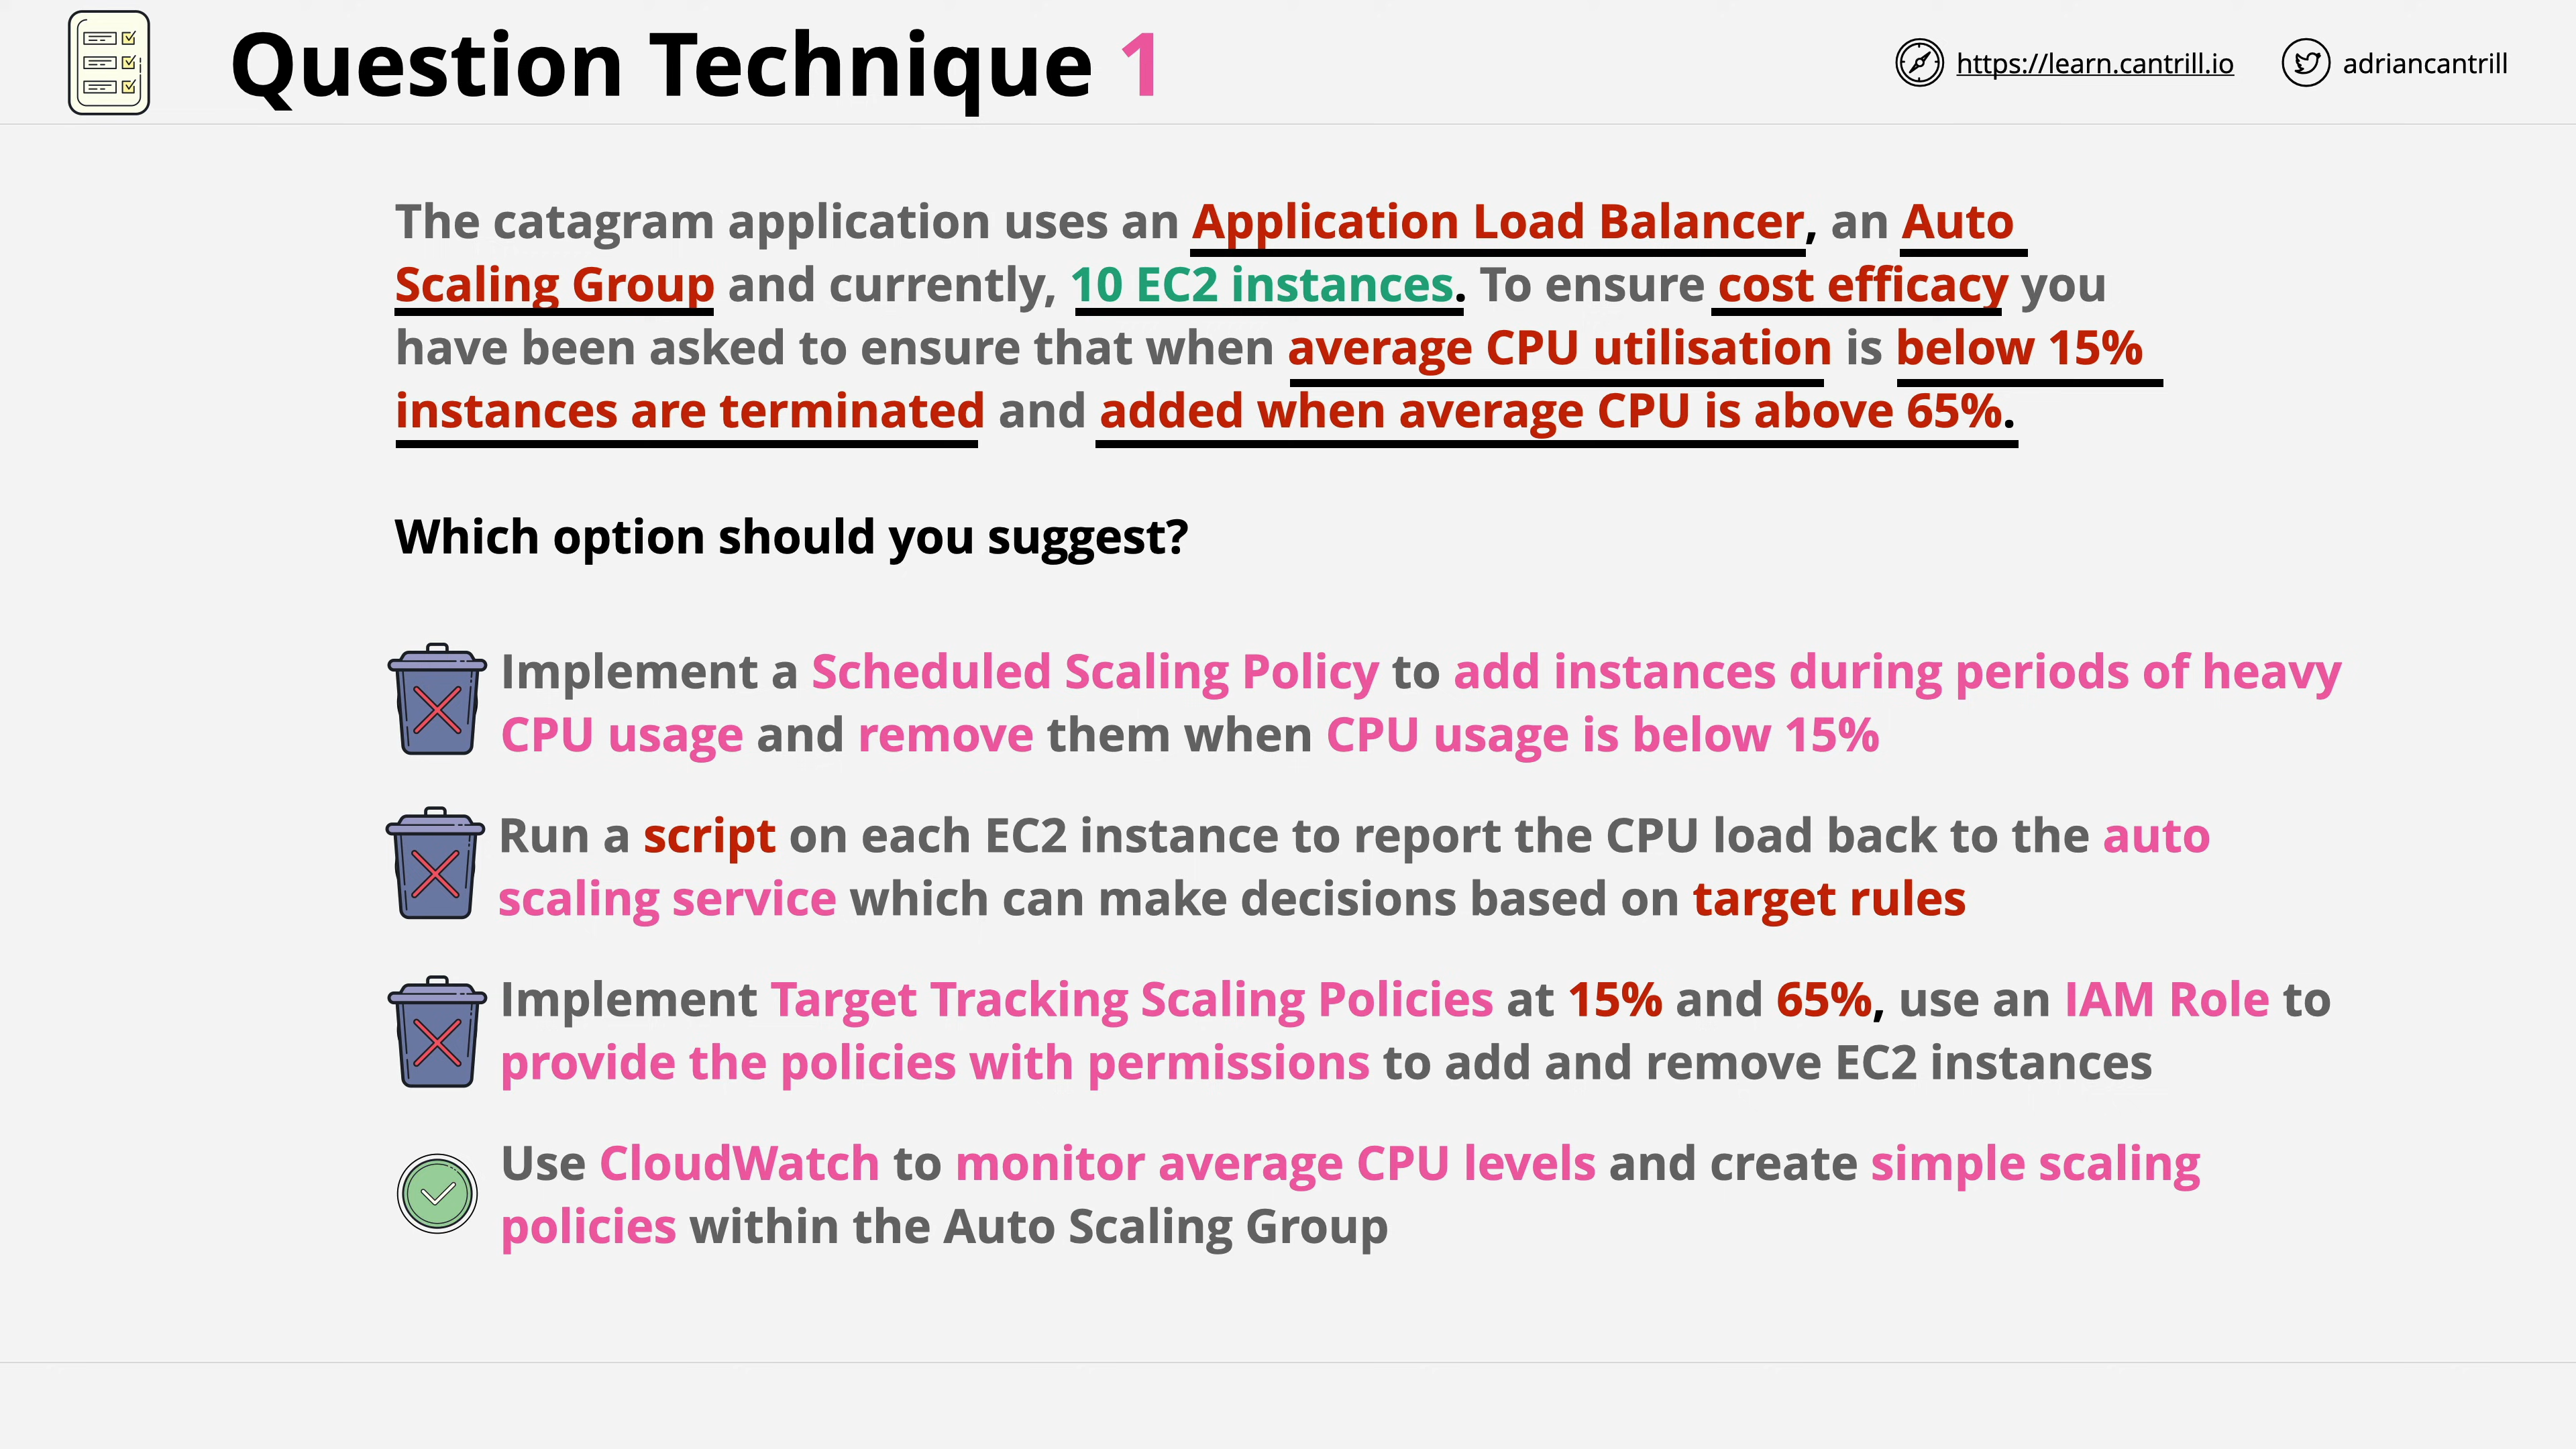 Question Technique 1
https://learn.cantrill.io
adriancantrill
The catagram application uses an Application Load Balancer, an Auto
Scaling Group and currently, 10 EC2 instances. To ensure cost efficacy you
have been asked to ensure that when average CPU utilisation is below 15%
instances are terminated and added when average CPU is above 65%.
Which option should you suggest?
Implement a Scheduled Scaling Policy to add instances during periods of heavy
CPU usage and remove them when CPU usage is below 15%
Run a script on each EC2 instance to report the CPU load back to the auto
scaling service which can make decisions based on target rules
Implement Target Tracking Scaling Policies at 15% and 65%, use an IAM Role to
provide the policies with permissions to add and remove EC2 instances
Use CloudWatch to monitor average CPU levels and create simple scaling
policies within the Auto Scaling Group